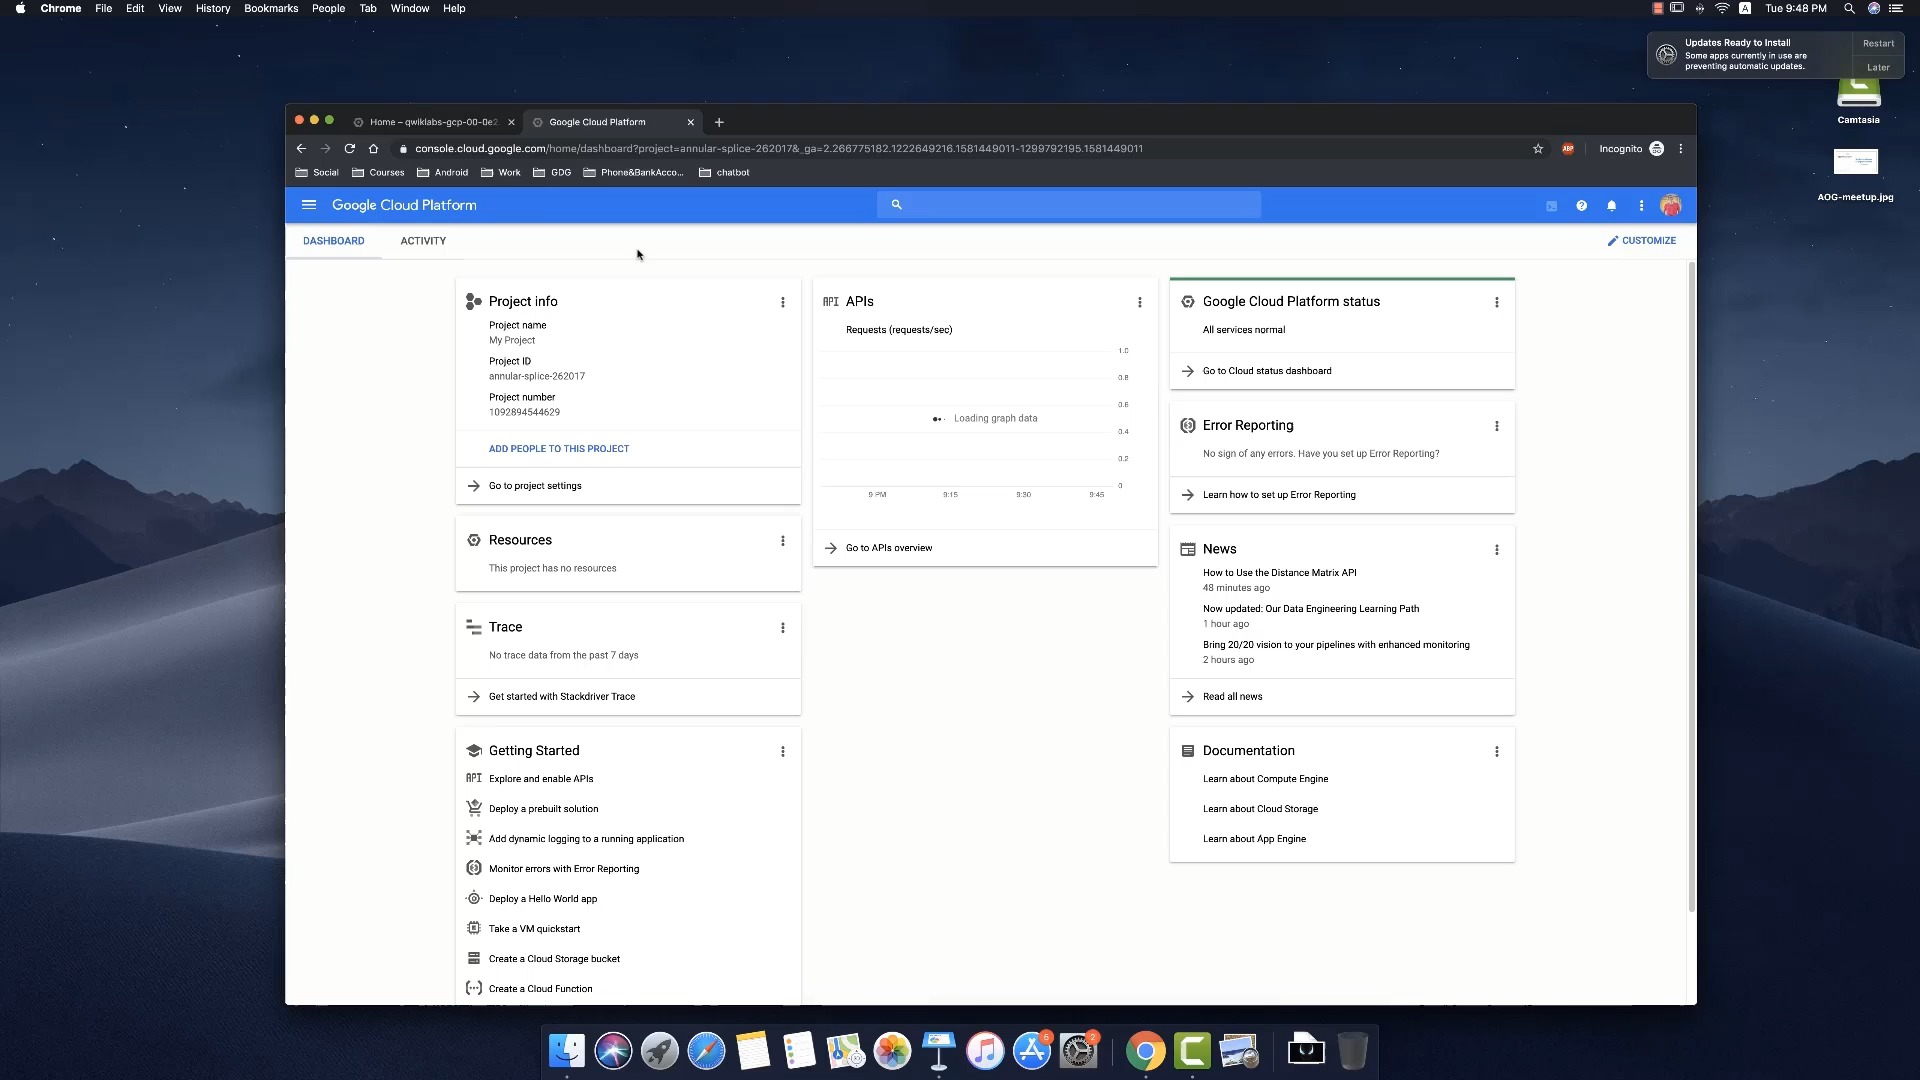 Chrome File Edit View History Bookmarks People Tab Window Help
A Tue 9:48 PM
Updates Ready to Install
Some apps currently in use are
preventing automatic updates.
Restart
Later
Camtasia
AOG-meetup.jpg
Home – qwiklabs-gcp-00-0e2
Google Cloud Platform
console.cloud.google.com/home/dashboard?project=annular-splice-262017&_ga=2.266775182.1222649216.1581449011-1299792195.1581449011
ABP
Incognito
Social Courses Android Work GDG Phone&BankAcco... chatbot
Google Cloud Platform
DASHBOARD ACTIVITY
CUSTOMIZE
Project info
Project name
My Project
Project ID
annular-splice-262017
Project number
1092894544629
ADD PEOPLE TO THIS PROJECT
Go to project settings
Resources
This project has no resources
Trace
No trace data from the past 7 days
Get started with Stackdriver Trace
Getting Started
API Explore and enable APIs
Deploy a prebuilt solution
Add dynamic logging to a running application
Monitor errors with Error Reporting
Deploy a Hello World app
Take a VM quickstart
Create a Cloud Storage bucket
Create a Cloud Function
API APIs
Requests (requests/sec)
1.0
0.8
0.6
Loading graph data
0.4
0.2
0
9 PM 9:15 9:30 9:45
Go to APIs overview
Google Cloud Platform status
All services normal
Go to Cloud status dashboard
Error Reporting
No sign of any errors. Have you set up Error Reporting?
Learn how to set up Error Reporting
News
How to Use the Distance Matrix API
48 minutes ago
Now updated: Our Data Engineering Learning Path
1 hour ago
Bring 20/20 vision to your pipelines with enhanced monitoring
2 hours ago
Read all news
Documentation
Learn about Compute Engine
Learn about Cloud Storage
Learn about App Engine
5
2